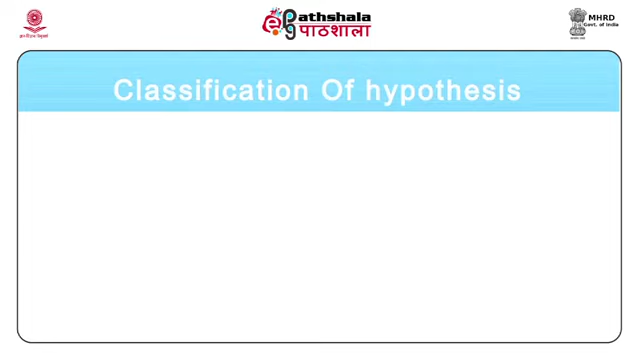 ePathshala
पाठशाला
MHRD
Govt. of India
Classification Of hypothesis